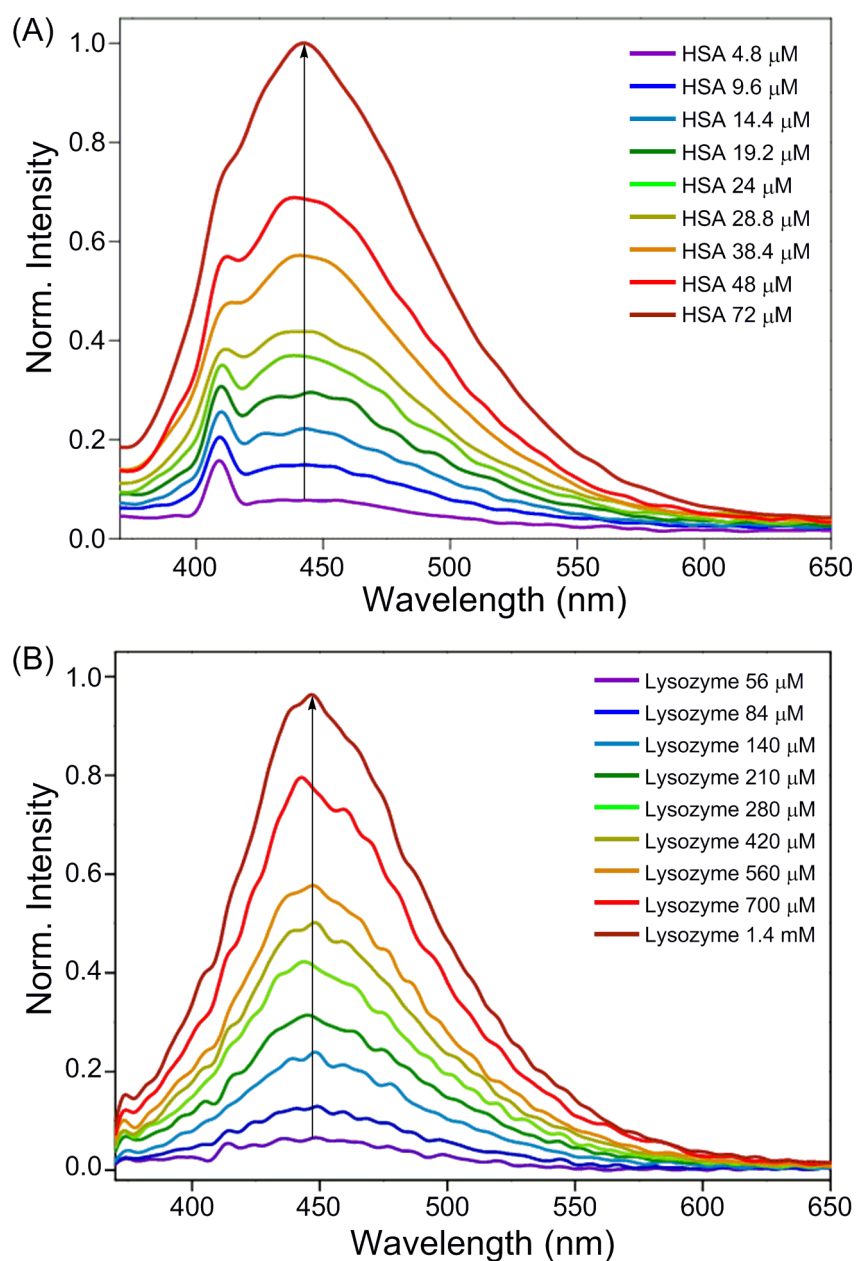 (A)
1.0
0.8
0.6
0.4
0.2
0.0
Norm. Intensity
HSA 4.8 μM
HSA 9.6 μM
HSA 14.4 μM
HSA 19.2 μM
HSA 24 μM
HSA 28.8 μM
HSA 38.4 μM
HSA 48 μM
HSA 72 μM
400 450 500 550 600 650
Wavelength (nm)
(B)
1.0
0.8
0.6
0.4
0.2
0.0
Norm. Intensity
Lysozyme 56 μM
Lysozyme 84 μM
Lysozyme 140 μM
Lysozyme 210 μM
Lysozyme 280 μM
Lysozyme 420 μM
Lysozyme 560 μM
Lysozyme 700 μM
Lysozyme 1.4 mM
400 450 500 550 600 650
Wavelength (nm)